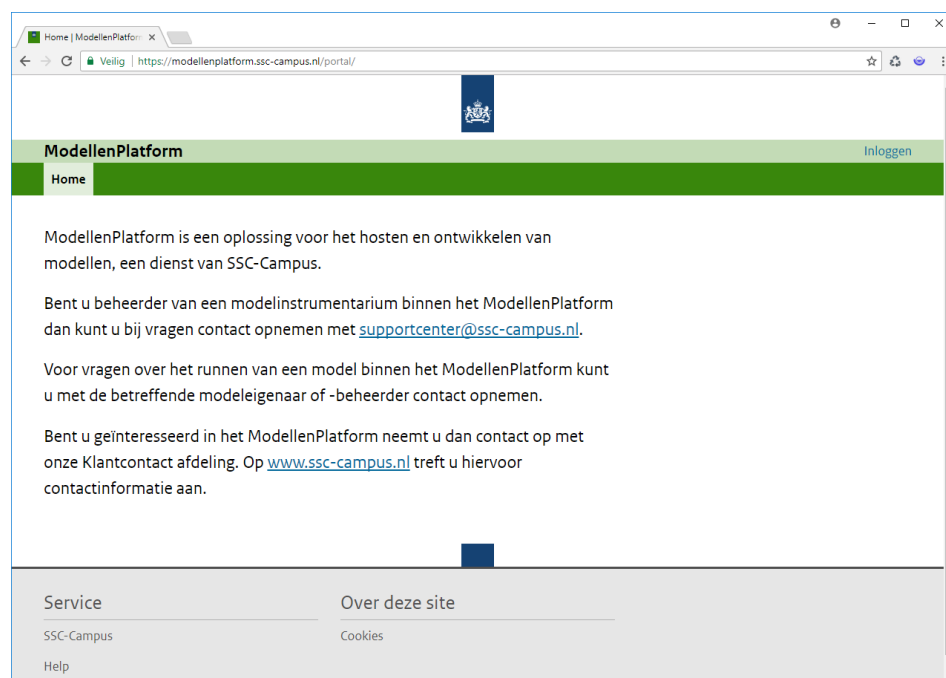 Home | ModellenPlatform
Veilig | https://modellenplatform.ssc-campus.nl/portal/
ModellenPlatform
Inloggen
Home
ModellenPlatform is een oplossing voor het hosten en ontwikkelen van
modellen, een dienst van SSC-Campus.
Bent u beheerder van een modelinstrumentarium binnen het ModellenPlatform
dan kunt u bij vragen contact opnemen met supportcenter@ssc-campus.nl.
Voor vragen over het runnen van een model binnen het ModellenPlatform kunt
u met de betreffende modeleigenaar of -beheerder contact opnemen.
Bent u geïnteresseerd in het ModellenPlatform neemt u dan contact op met
onze Klantcontact afdeling. Op www.ssc-campus.nl treft u hiervoor
contactinformatie aan.
Service
Over deze site
SSC-Campus
Cookies
Help